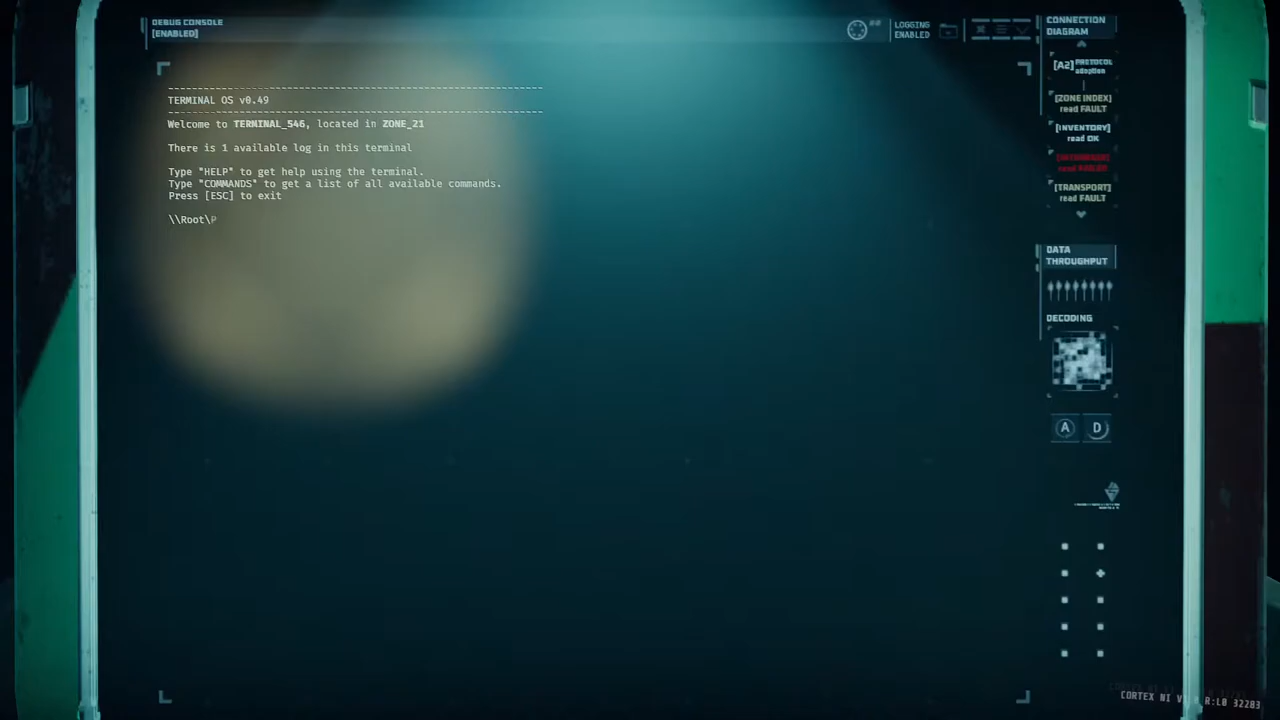 DEBUG CONSOLE
[ENABLED]
LOGGING
ENABLED
CONNECTION
DIAGRAM
[A2] PROTOCOL
adaption
[ZONE INDEX]
read FAULT
[INVENTORY]
read OK
[TRANSPORT]
read FAULT
DATA
THROUGHPUT
DECODING
A D
------------------------------------------------------------
TERMINAL OS v0.49
------------------------------------------------------------
Welcome to TERMINAL_546, located in ZONE_21
There is 1 available log in this terminal
Type "HELP" to get help using the terminal.
Type "COMMANDS" to get a list of all available commands.
Press [ESC] to exit
\\Root\P
CORTEX NI R:L0 32283